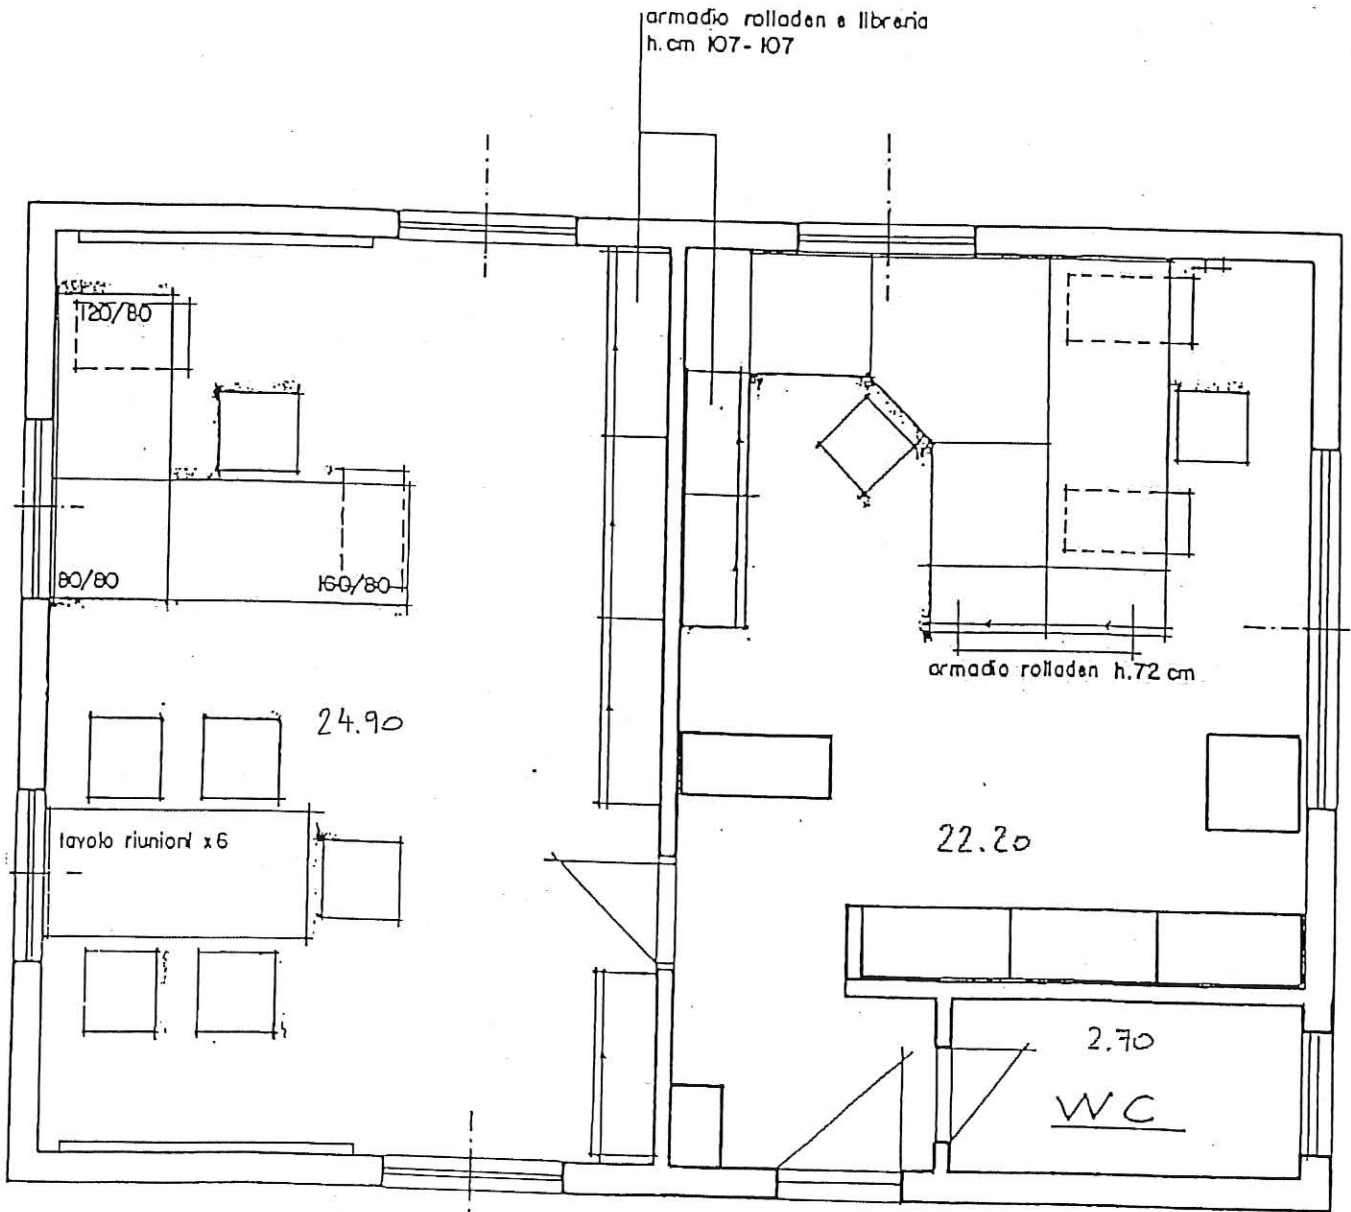 armadio rolladen e libreria
h. cm 107 - 107
120/80
80/80
160/80
armadio rolladen h.72 cm
24.90
tavolo riunioni x 6
22.20
2.70
WC